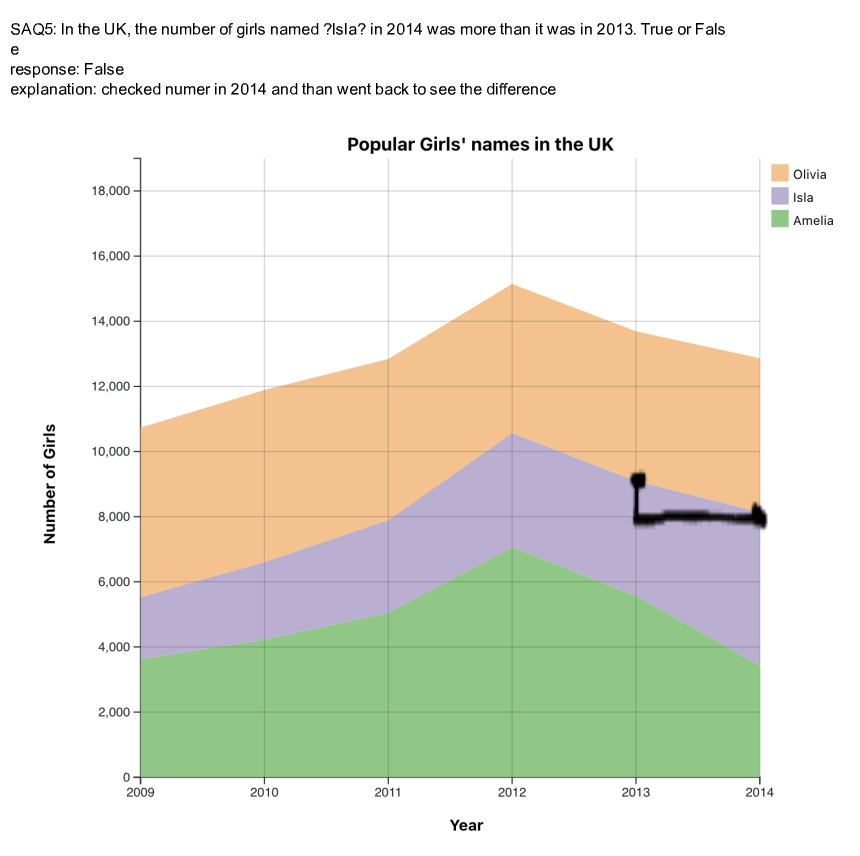 SAQ5: In the UK, the number of girls named ?Isla? in 2014 was more than it was in 2013. True or Fals
e
response: False
explanation: checked numer in 2014 and than went back to see the difference
Popular Girls' names in the UK
Olivia
Isla
Amelia
18,000
16,000
14,000
12,000
10,000
8,000
6,000
4,000
2,000
0
Number of Girls
2009 2010 2011 2012 2013 2014
Year